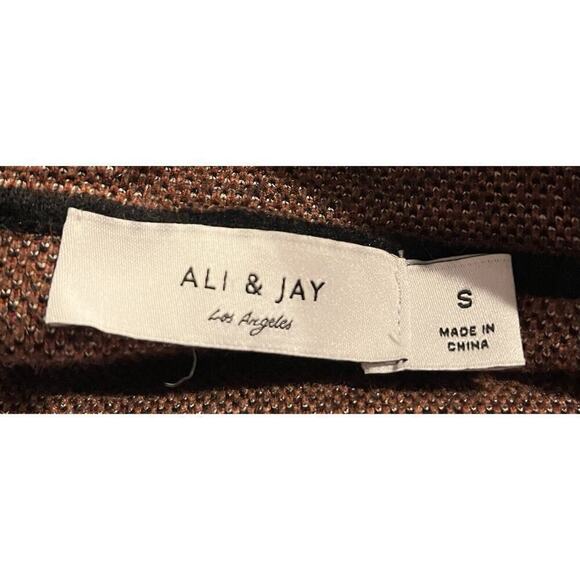 ALI & JAY
Los Angeles
S
MADE IN
CHINA